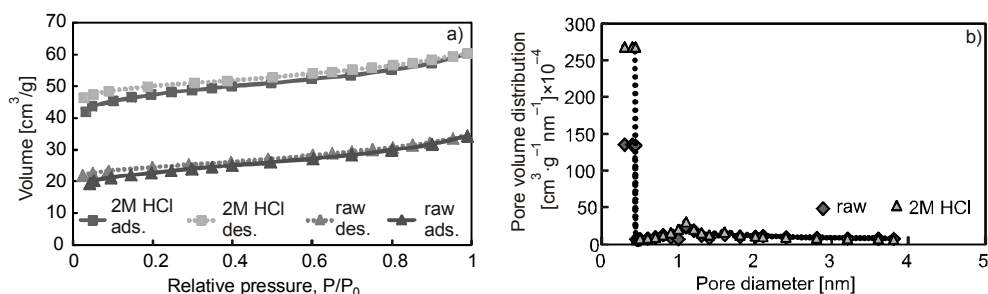 70
60
50
40
30
20
10
0
Volume [cm³/g]
a)
2M HCl ads.
2M HCl des.
raw des.
raw ads.
0 0.2 0.4 0.6 0.8 1
Relative pressure, P/P₀
300
250
200
150
100
50
0
Pore volume distribution
[cm³·g⁻¹ nm⁻¹]×10⁻⁴
b)
raw 2M HCl
0 1 2 3 4 5
Pore diameter [nm]